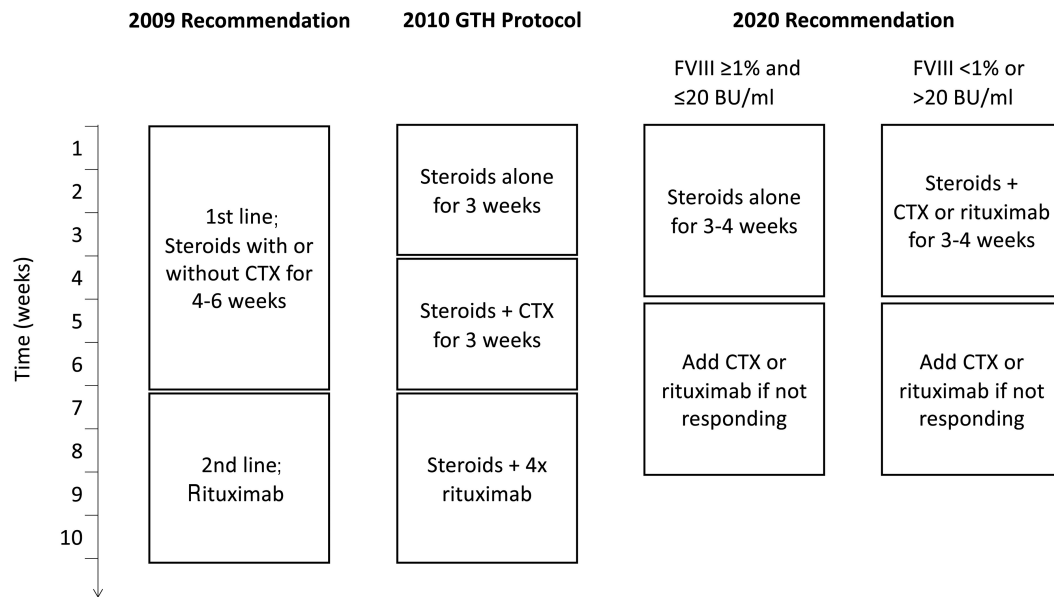 2009 Recommendation
2010 GTH Protocol
2020 Recommendation
FVIII ≥1% and
≤20 BU/ml
FVIII <1% or
>20 BU/ml
Time (weeks)
1
2
3
4
5
6
7
8
9
10
1st line;
Steroids with or
without CTX for
4-6 weeks
2nd line;
Rituximab
Steroids alone
for 3 weeks
Steroids + CTX
for 3 weeks
Steroids + 4x
rituximab
Steroids alone
for 3-4 weeks
Add CTX or
rituximab if not
responding
Steroids +
CTX or rituximab
for 3-4 weeks
Add CTX or
rituximab if not
responding